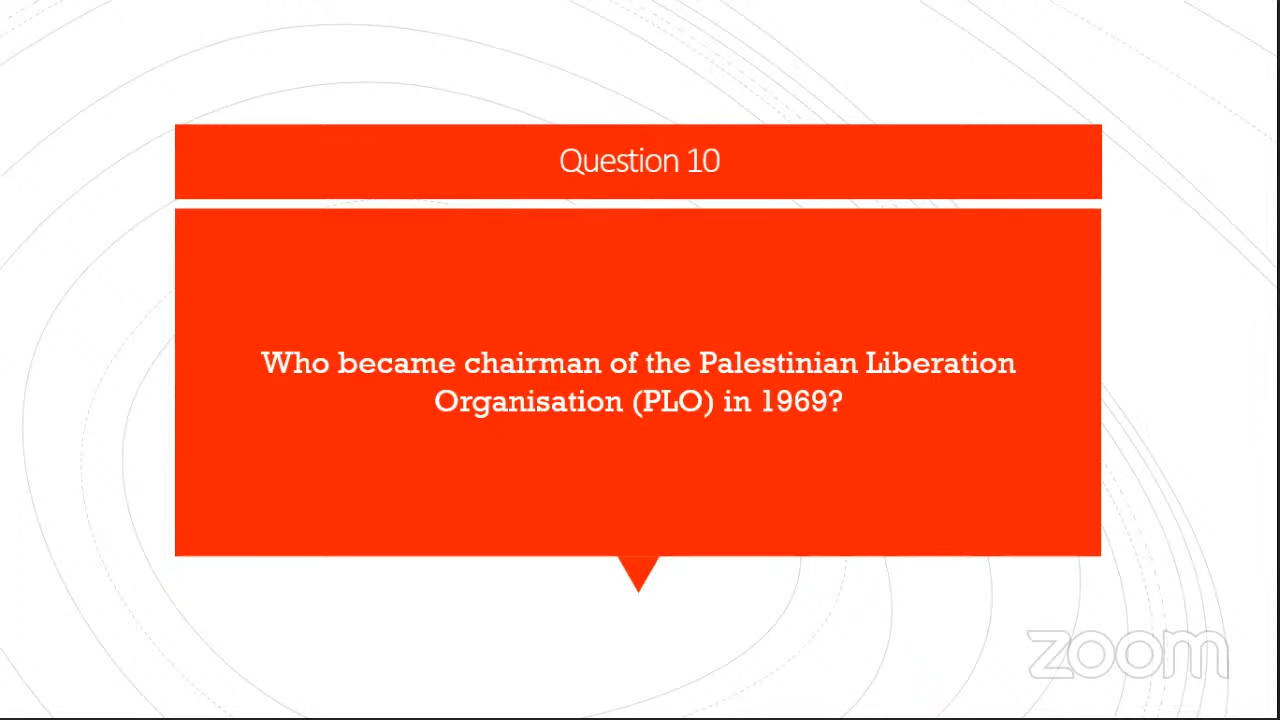 Question 10
Who became chairman of the Palestinian Liberation
Organisation (PLO) in 1969?
zoom